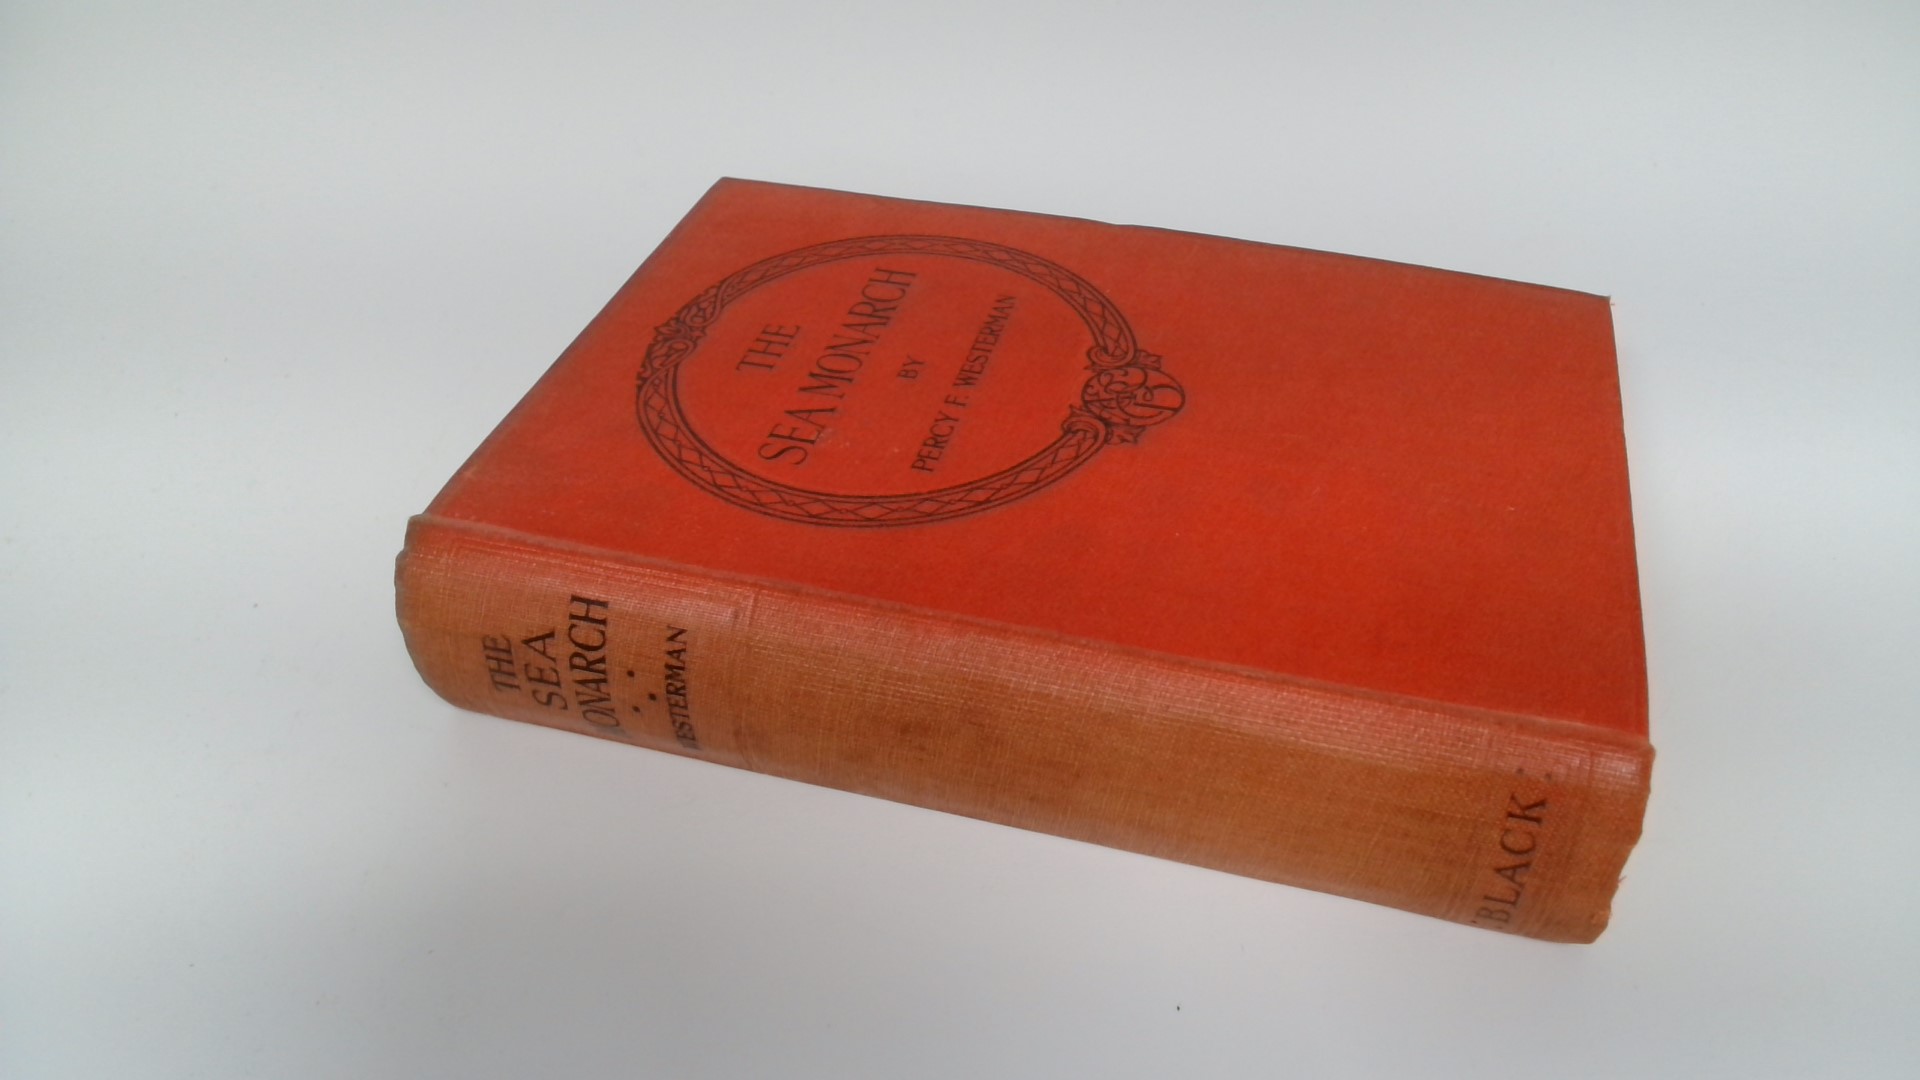 THE
SEA MONARCH
BY
PERCY F. WESTERMAN
THE
SEA
MONARCH
WESTERMAN
BLACK